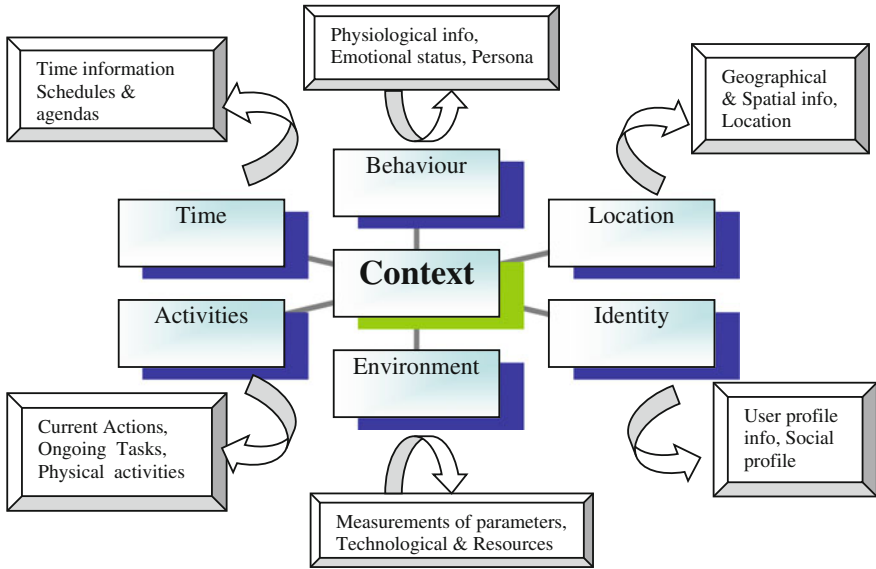 Time information
Schedules &
agendas
Physiological info,
Emotional status, Persona
Geographical
& Spatial info,
Location
Behaviour
Time
Location
Context
Activities
Identity
Environment
Current Actions,
Ongoing Tasks,
Physical activities
User profile
info, Social
profile
Measurements of parameters,
Technological & Resources